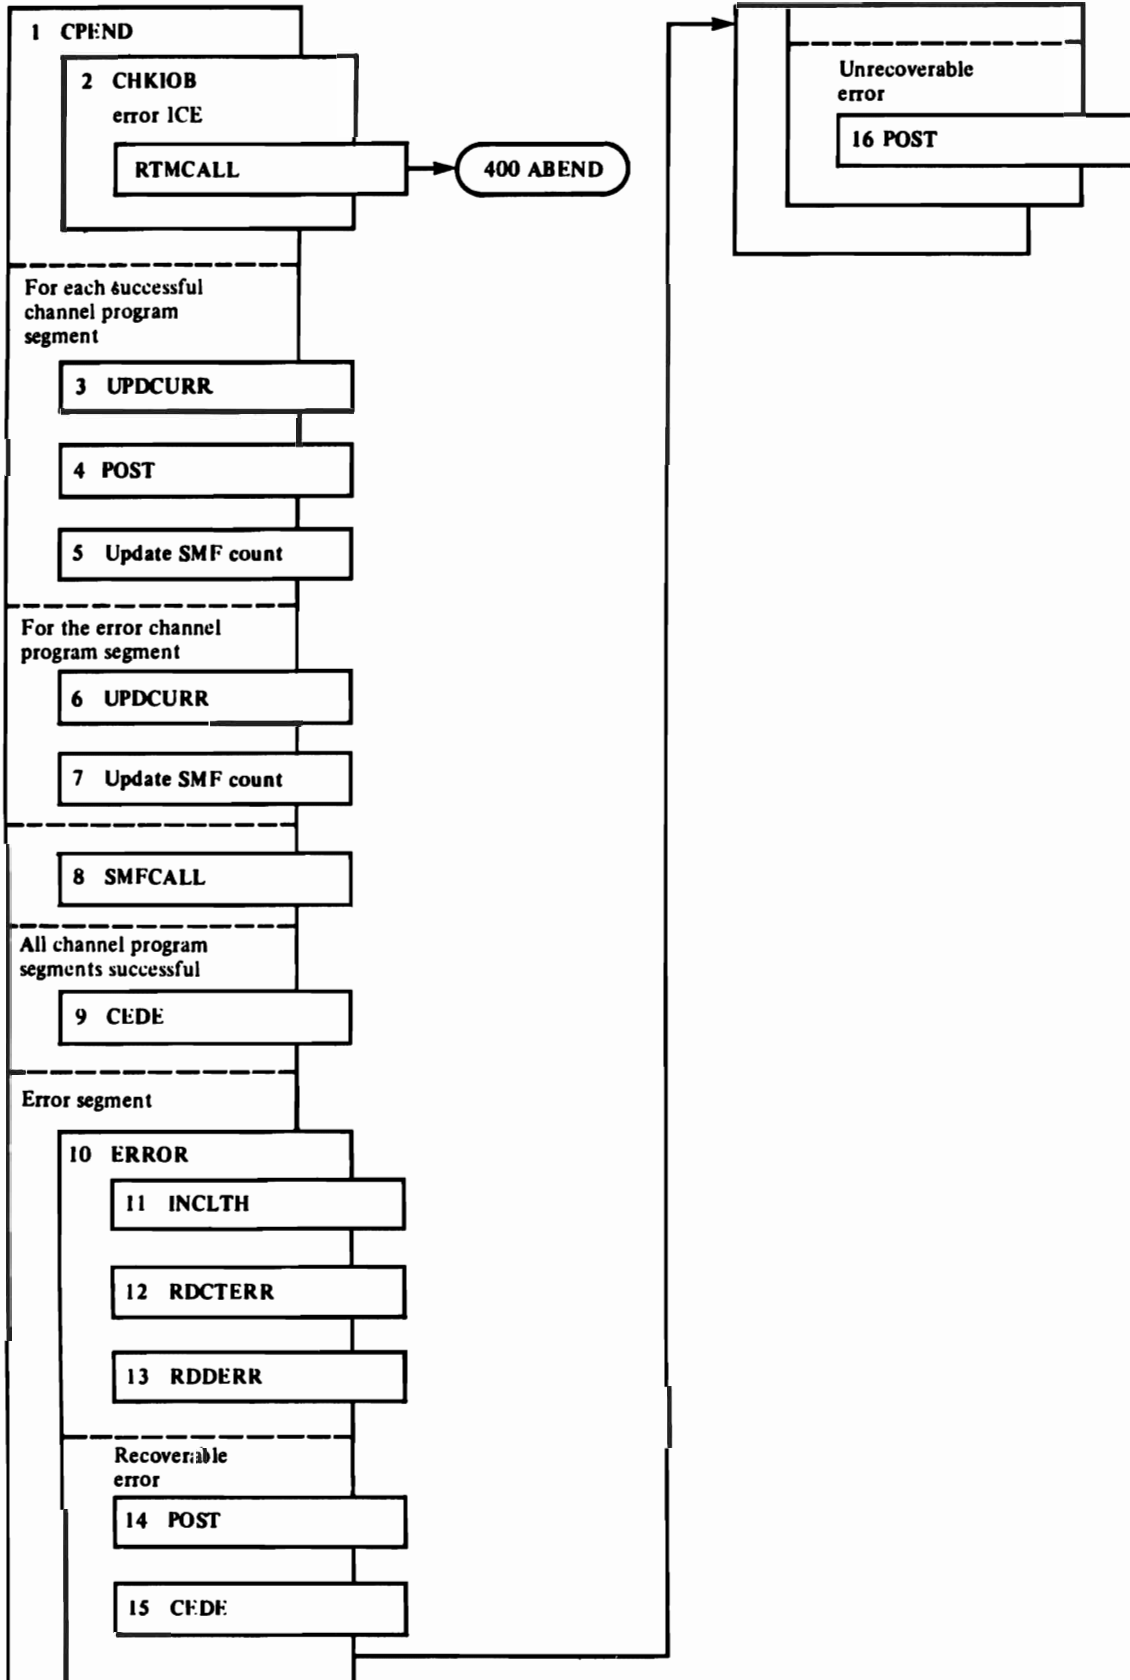 1 CPEND
2 CHKIOB
error ICE
RTMCALL
400 ABEND
For each successful
channel program
segment
3 UPDCURR
4 POST
5 Update SMF count
For the error channel
program segment
6 UPDCURR
7 Update SMF count
8 SMFCALL
All channel program
segments successful
9 CEDE
Error segment
10 ERROR
11 INCLTH
12 RDCTERR
13 RDDERR
Recoverable
error
14 POST
15 CEDE
Unrecoverable
error
16 POST